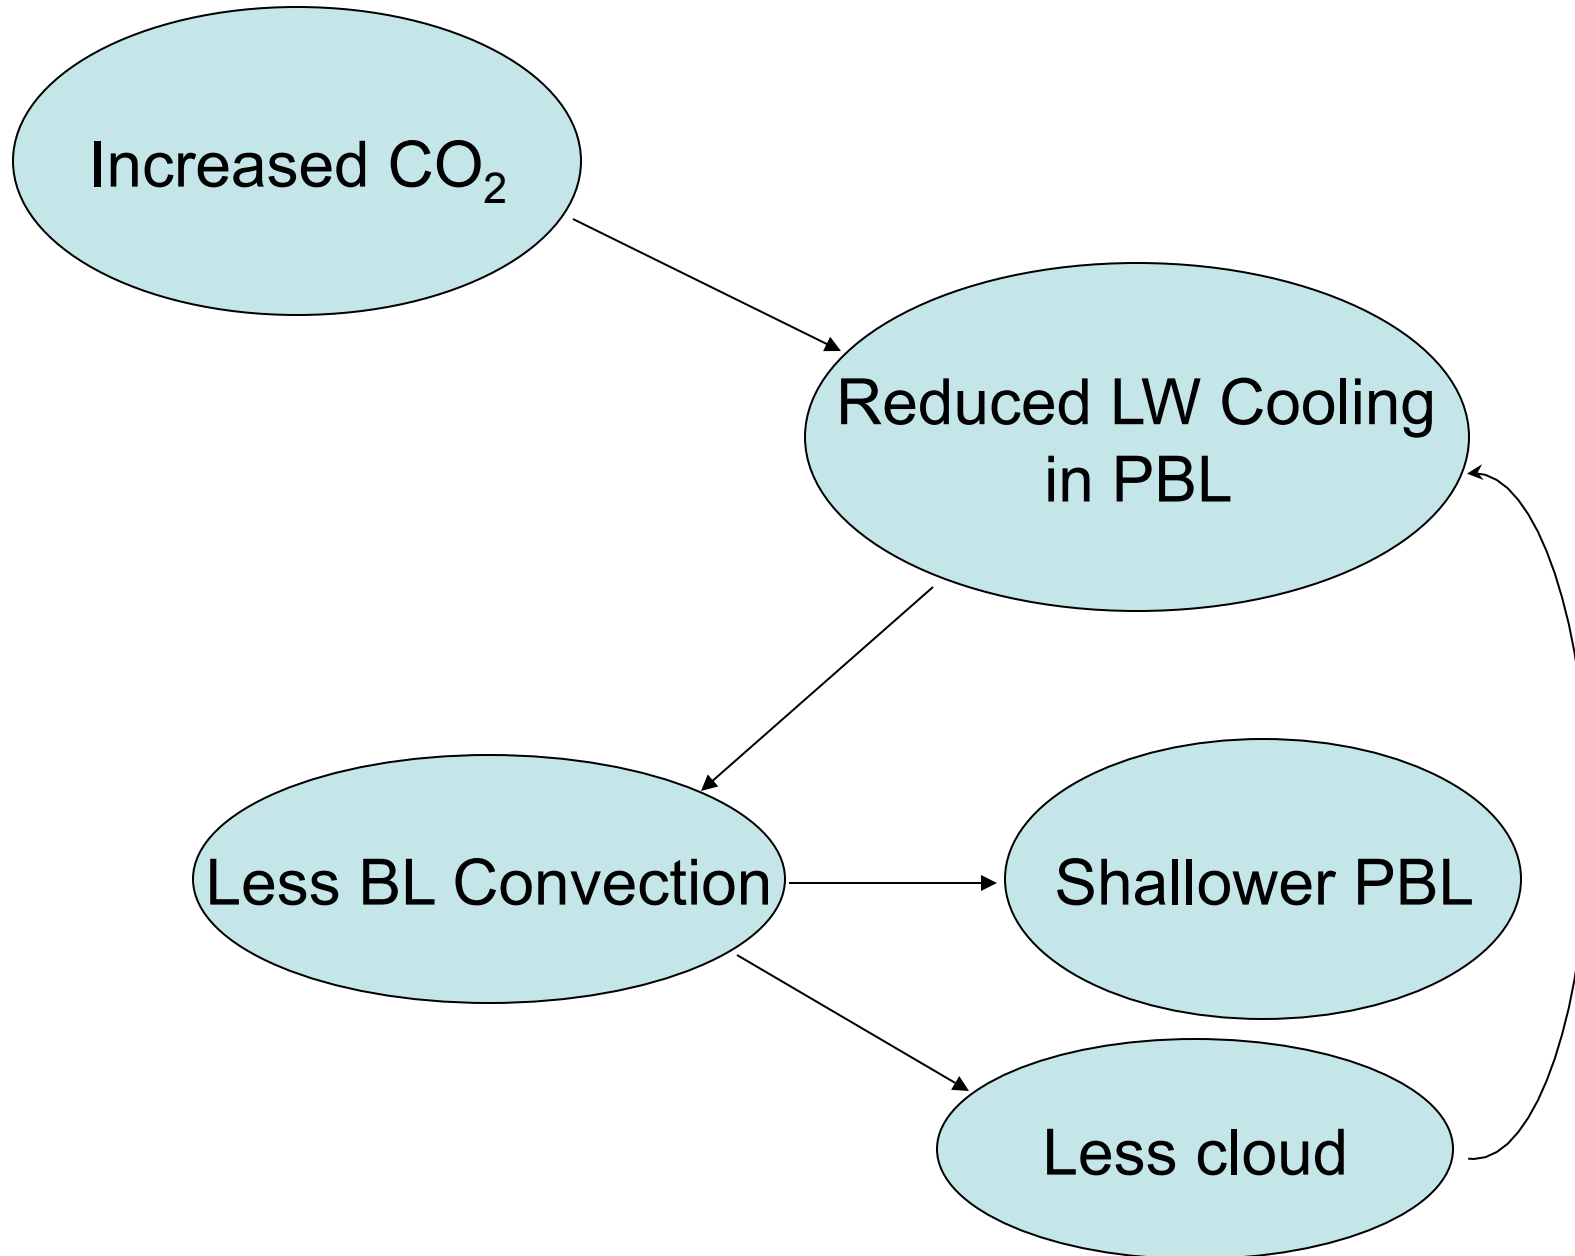 Increased CO₂
Reduced LW Cooling
in PBL
Less BL Convection
Shallower PBL
Less cloud